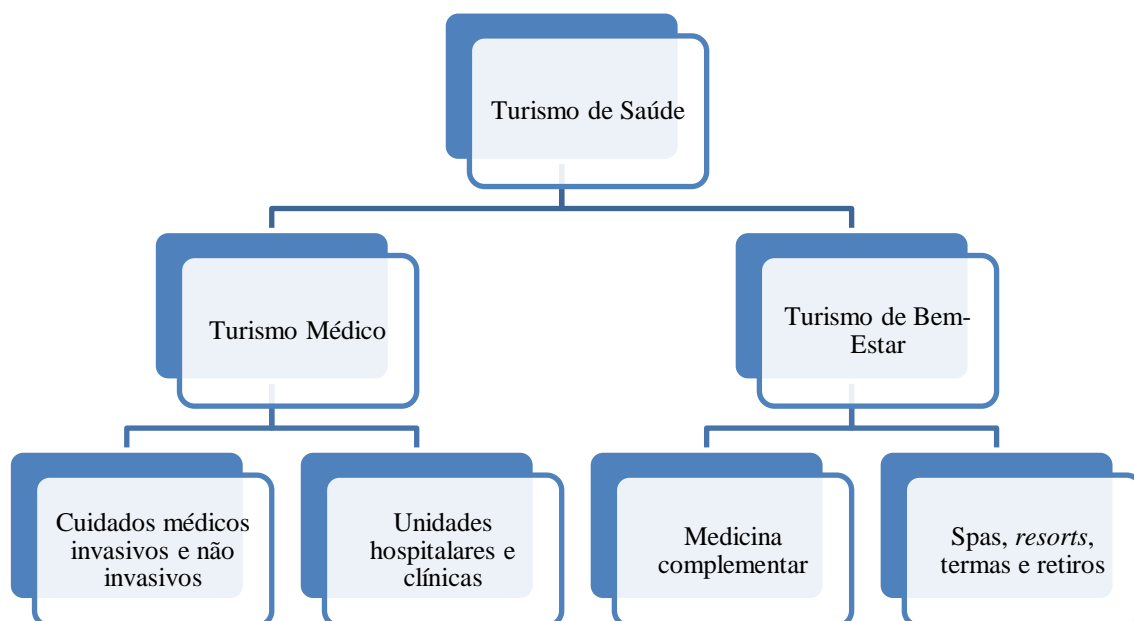 Turismo de Saúde
Turismo Médico
Turismo de Bem-
Estar
Cuidados médicos
invasivos e não
invasivos
Unidades
hospitalares e
clínicas
Medicina
complementar
Spas, resorts,
termas e retiros